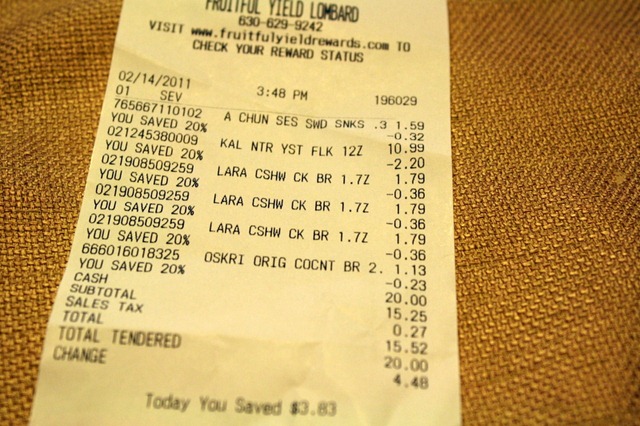 FRUITFUL YIELD LOMBARD
630-629-9242
VISIT www.fruitfulyieldrewards.com TO
CHECK YOUR REWARD STATUS
02/14/2011 3:48 PM 196029
01 SEV
765667110102 A CHUN SES SWD SNKS .3 1.59
YOU SAVED 20% -0.32
021245380009 KAL NTR YST FLK 12Z 10.99
YOU SAVED 20% -2.20
021908509259 LARA CSHW CK BR 1.7Z 1.79
YOU SAVED 20% -0.36
021908509259 LARA CSHW CK BR 1.7Z 1.79
YOU SAVED 20% -0.36
021908509259 LARA CSHW CK BR 1.7Z 1.79
YOU SAVED 20% -0.36
666016018325 OSKRI ORIG COCNT BR 2. 1.13
YOU SAVED 20% -0.23
CASH 20.00
SUBTOTAL 15.25
SALES TAX 0.27
TOTAL 15.52
TOTAL TENDERED 20.00
CHANGE 4.48
Today You Saved $3.83